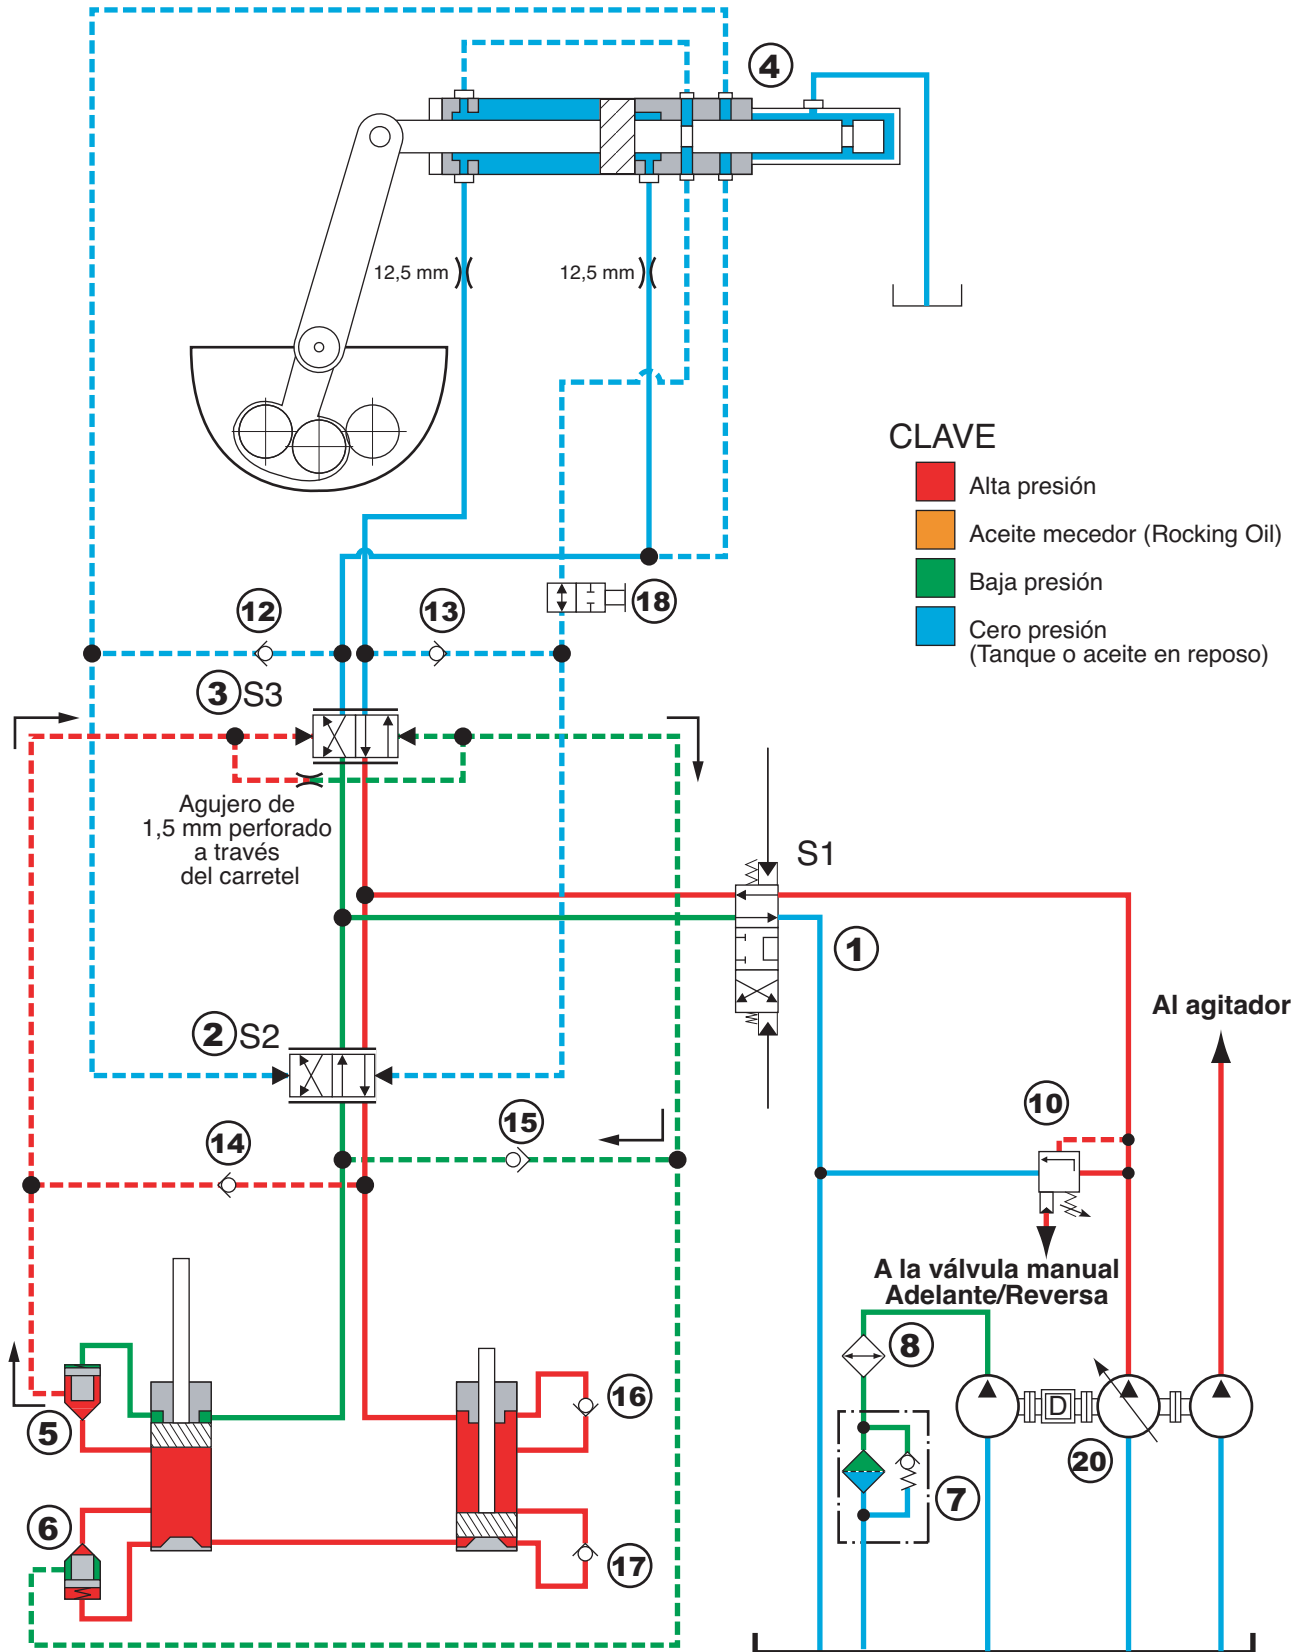 4
12,5 mm
12,5 mm
CLAVE
Alta presión
Aceite mecedor (Rocking Oil)
Baja presión
Cero presión
(Tanque o aceite en reposo)
18
12
13
3 S3
Agujero de
1,5 mm perforado
a través
del carretel
S1
1
2 S2
Al agitador
10
15
14
A la válvula manual
Adelante/Reversa
8
16
5
D
20
7
6
17